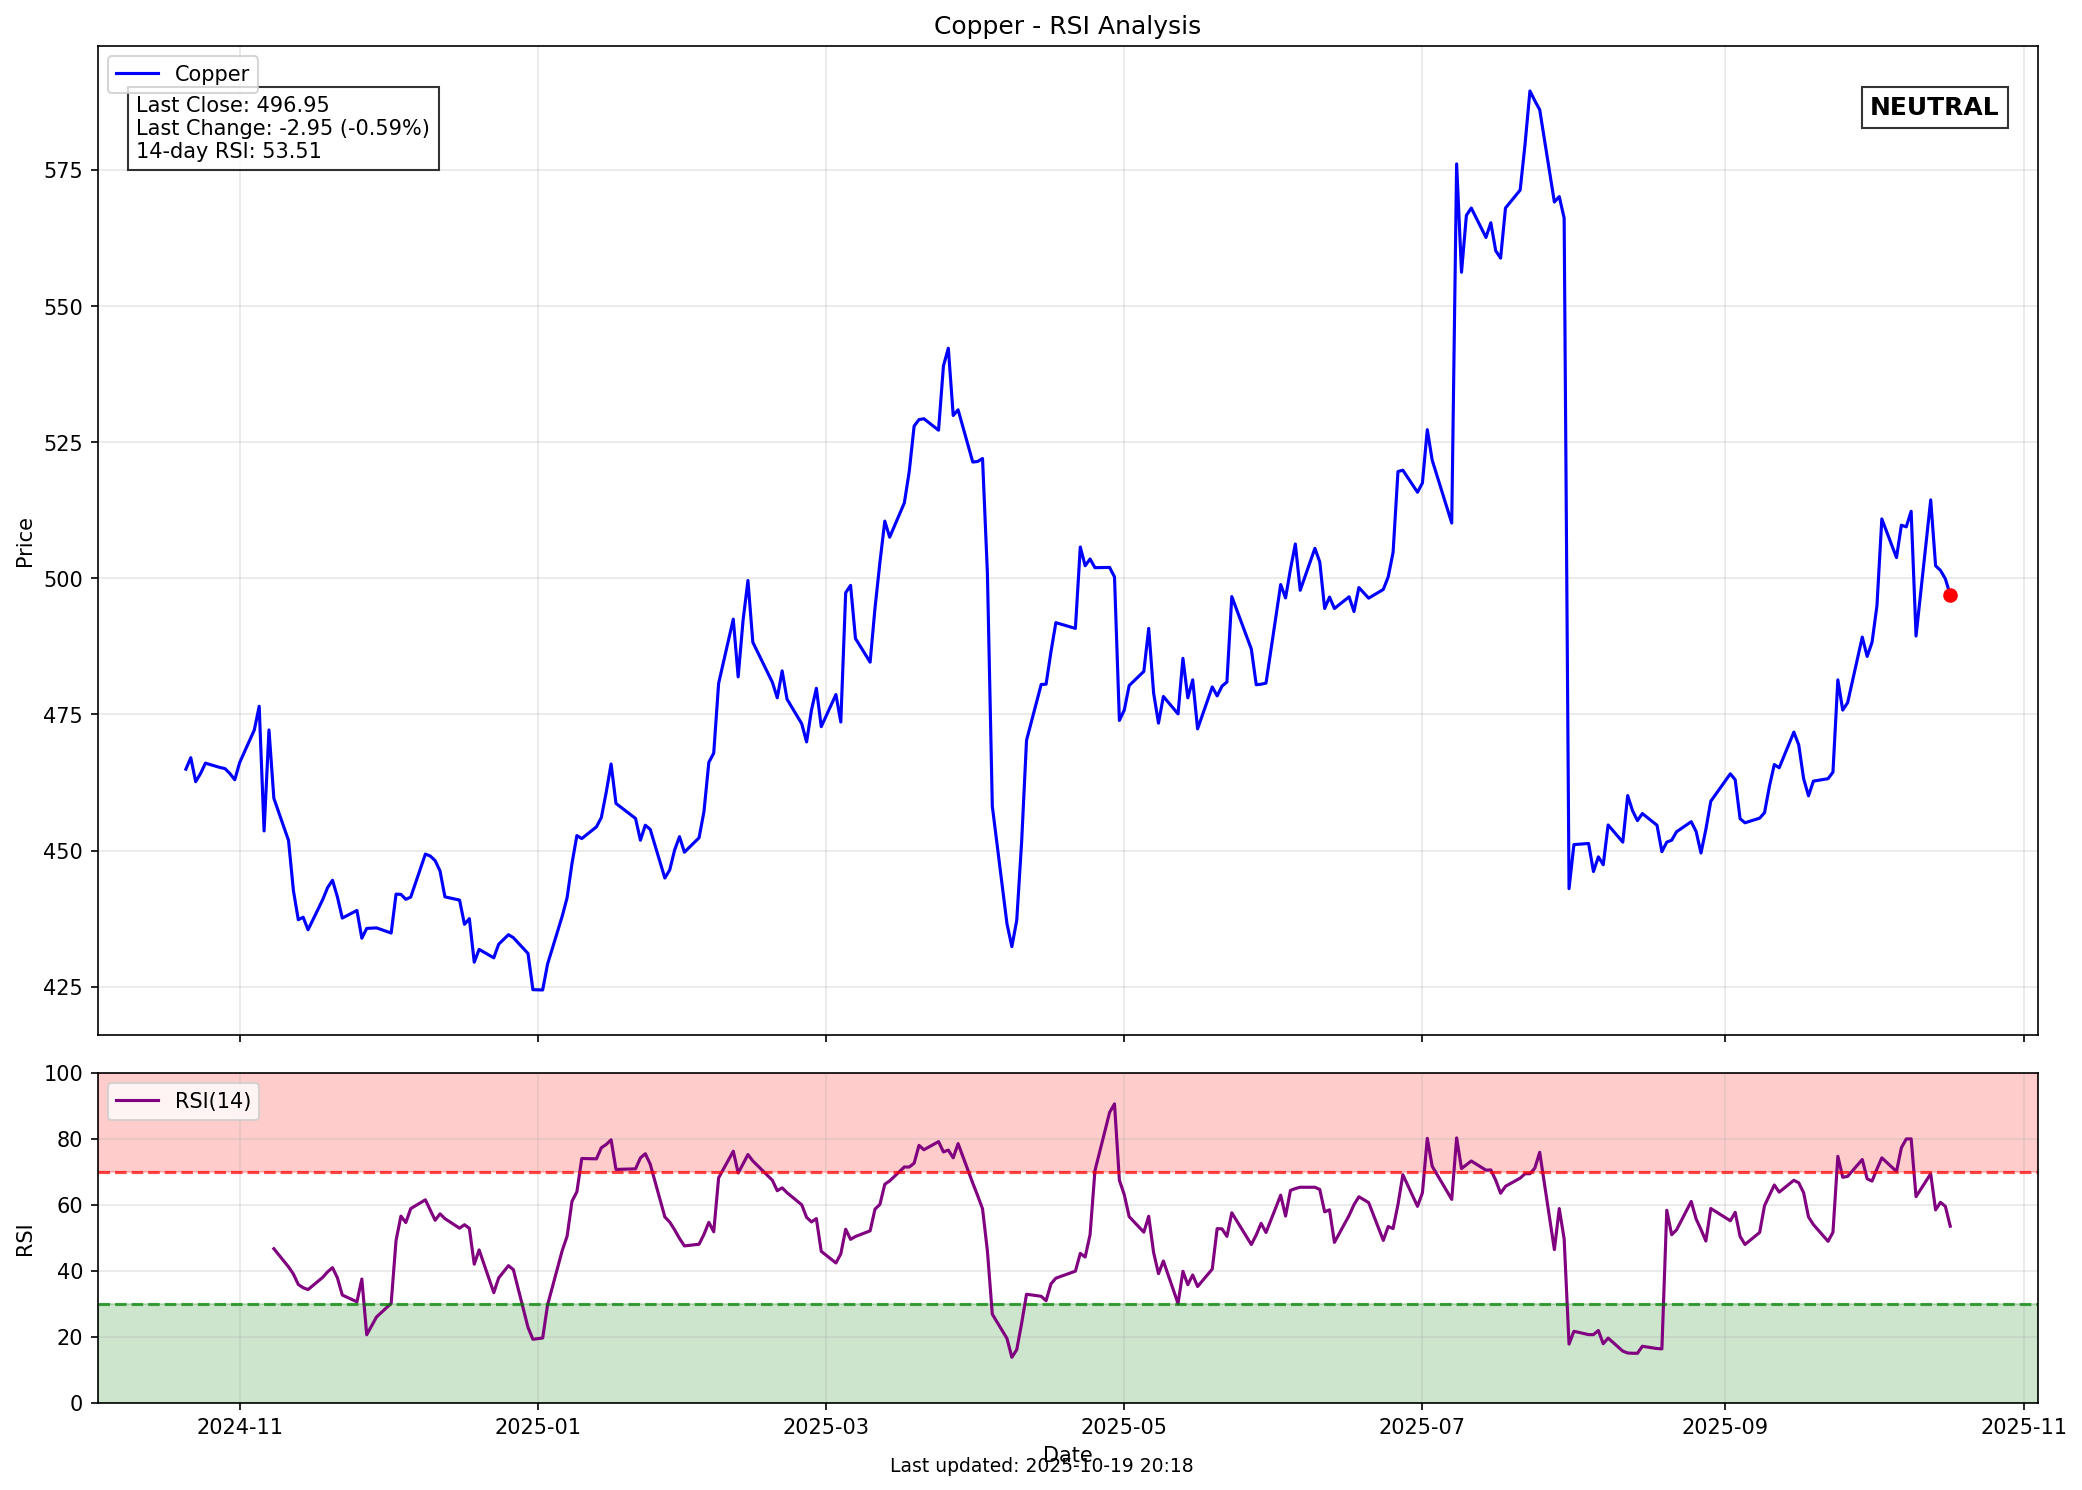 Copper - RSI Analysis
Copper
Last Close: 496.95
Last Change: -2.95 (-0.59%)
14-day RSI: 53.51
NEUTRAL
Price
575
550
525
500
475
450
425
RSI(14)
RSI
100
80
60
40
20
0
2024-11
2025-01
2025-03
2025-05
2025-07
2025-09
2025-11
Date
Last updated: 2025-10-19 20:18